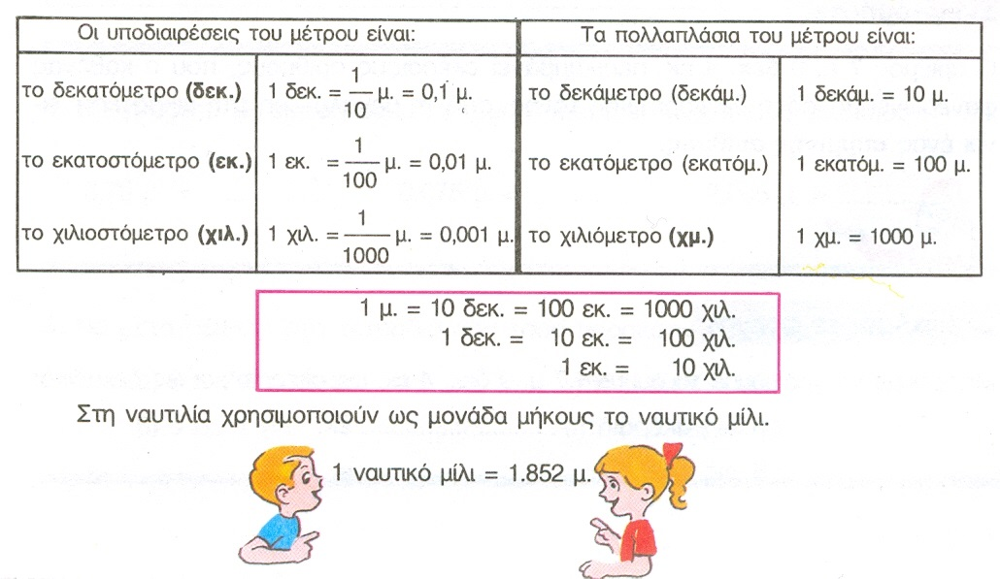 Οι υποδιαιρέσεις του μέτρου είναι:
Τα πολλαπλάσια του μέτρου είναι:
το δεκατόμετρο (δεκ.) 1 δεκ. = 1/10 μ. = 0,1 μ. το δεκάμετρο (δεκάμ.) 1 δεκάμ. = 10 μ.
το εκατοστόμετρο (εκ.) 1 εκ. = 1/100 μ. = 0,01 μ. το εκατόμετρο (εκατόμ.) 1 εκατόμ. = 100 μ.
το χιλιοστόμετρο (χιλ.) 1 χιλ. = 1/1000 μ. = 0,001 μ. το χιλιόμετρο (χμ.) 1 χμ. = 1000 μ.
1 μ. = 10 δεκ. = 100 εκ. = 1000 χιλ.
1 δεκ. = 10 εκ. = 100 χιλ.
1 εκ. = 10 χιλ.
Στη ναυτιλία χρησιμοποιούν ως μονάδα μήκους το ναυτικό μίλι.
1 ναυτικό μίλι = 1.852 μ.